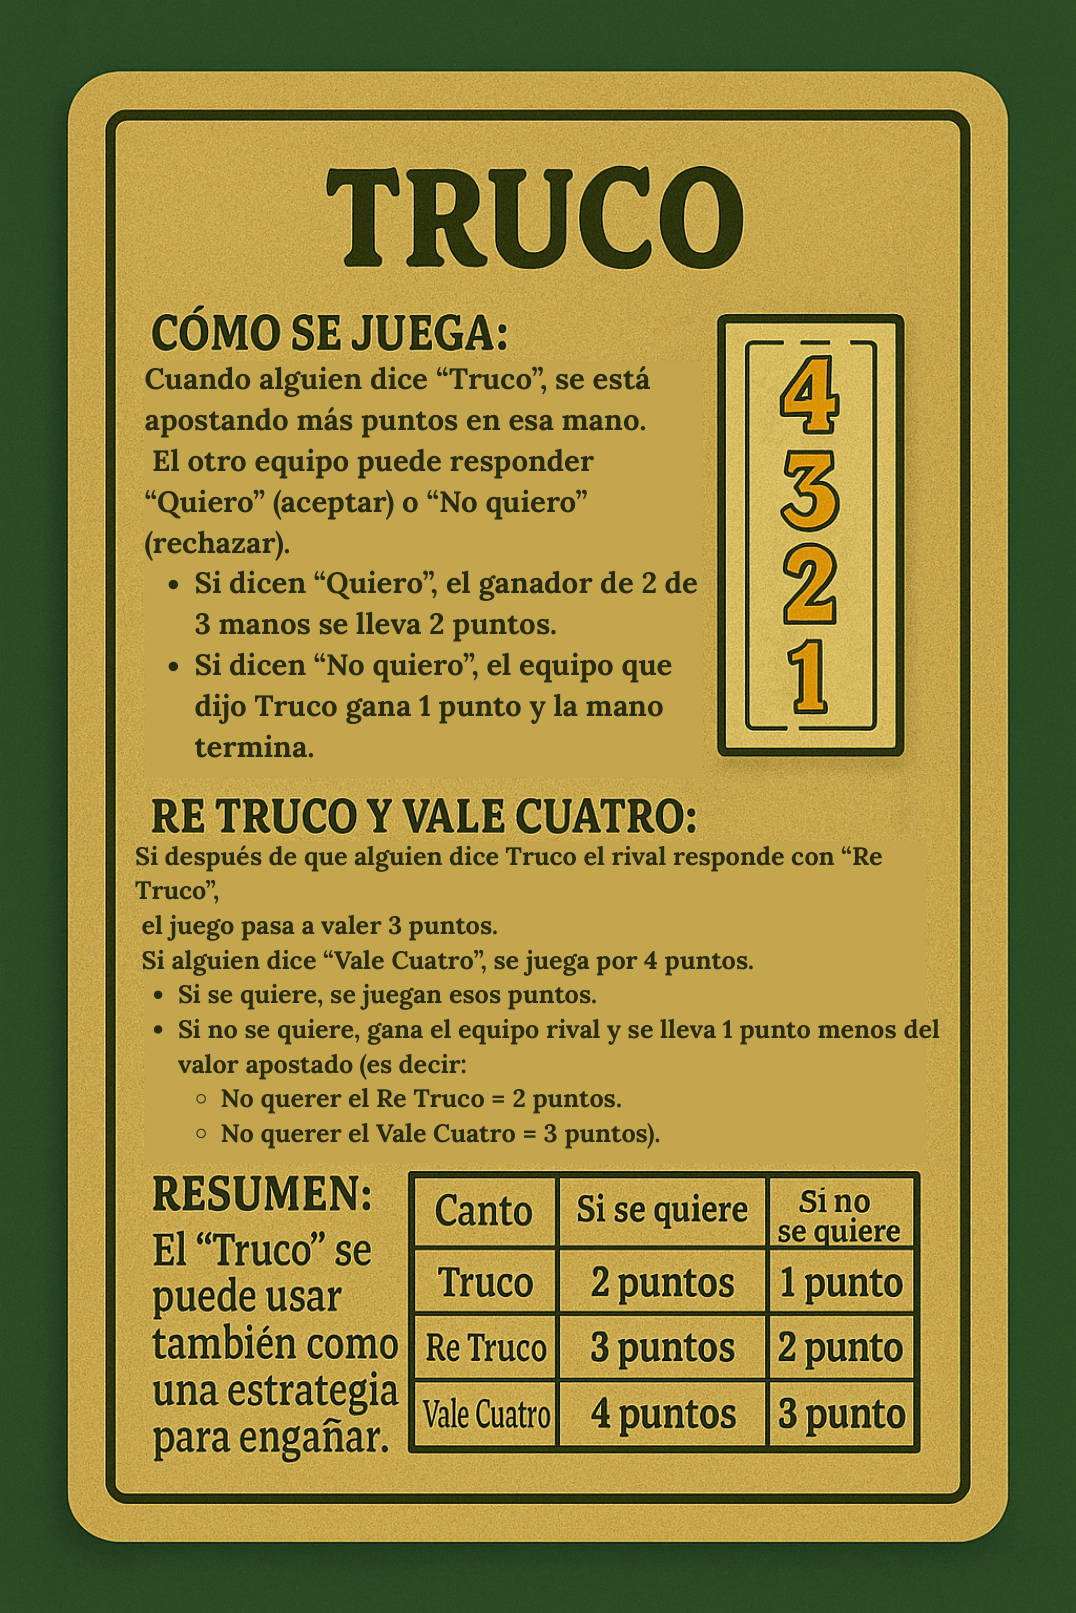 TRUCO
CÓMO SE JUEGA:
Cuando alguien dice “Truco”, se está
apostando más puntos en esa mano.
El otro equipo puede responder
“Quiero” (aceptar) o “No quiero”
(rechazar).
• Si dicen “Quiero”, el ganador de 2 de
3 manos se lleva 2 puntos.
• Si dicen “No quiero”, el equipo que
dijo Truco gana 1 punto y la mano
termina.
4
3
2
1
RE TRUCO Y VALE CUATRO:
Si después de que alguien dice Truco el rival responde con “Re
Truco”,
el juego pasa a valer 3 puntos.
Si alguien dice “Vale Cuatro”, se juega por 4 puntos.
• Si se quiere, se juegan esos puntos.
• Si no se quiere, gana el equipo rival y se lleva 1 punto menos del
valor apostado (es decir:
○ No querer el Re Truco = 2 puntos.
○ No querer el Vale Cuatro = 3 puntos).
RESUMEN:
El “Truco” se
puede usar
también como
una estrategia
para engañar.
Canto Si se quiere Si no
se quiere
Truco 2 puntos 1 punto
Re Truco 3 puntos 2 punto
Vale Cuatro 4 puntos 3 punto